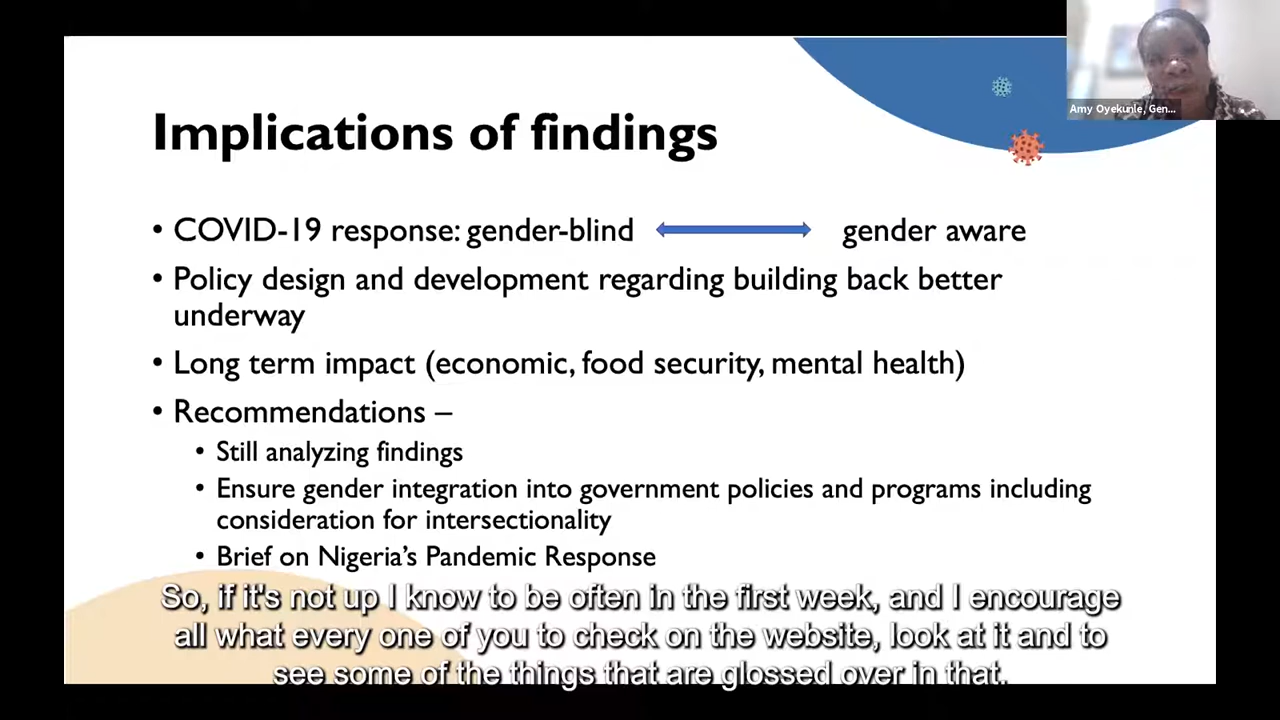 Amy Oyekunle, Gen...
Implications of findings
• COVID-19 response: gender-blind gender aware
• Policy design and development regarding building back better
underway
• Long term impact (economic, food security, mental health)
• Recommendations –
• Still analyzing findings
• Ensure gender integration into government policies and programs including
consideration for intersectionality
• Brief on Nigeria's Pandemic Response
So, if it's not up I know to be often in the first week, and I encourage
all what every one of you to check on the website, look at it and to
see some of the things that are glossed over in that.